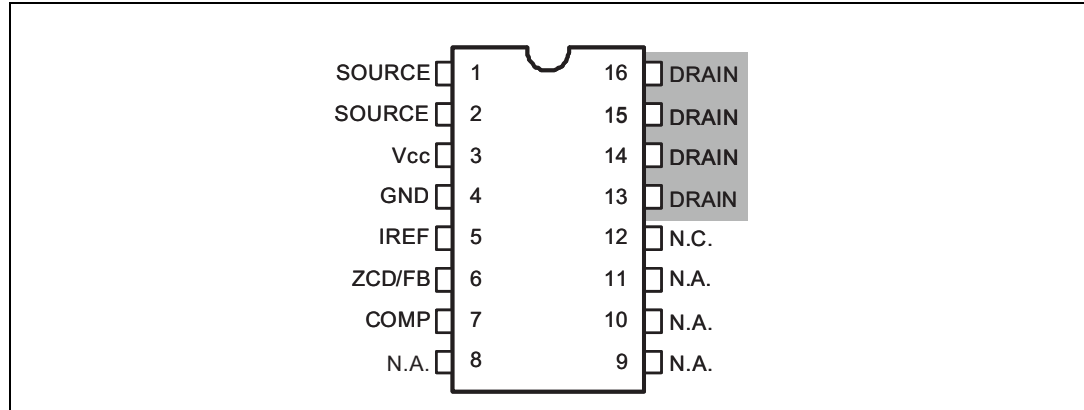 SOURCE 1 16 DRAIN
SOURCE 2 15 DRAIN
Vcc 3 14 DRAIN
GND 4 13 DRAIN
IREF 5 12 N.C.
ZCD/FB 6 11 N.A.
COMP 7 10 N.A.
N.A. 8 9 N.A.